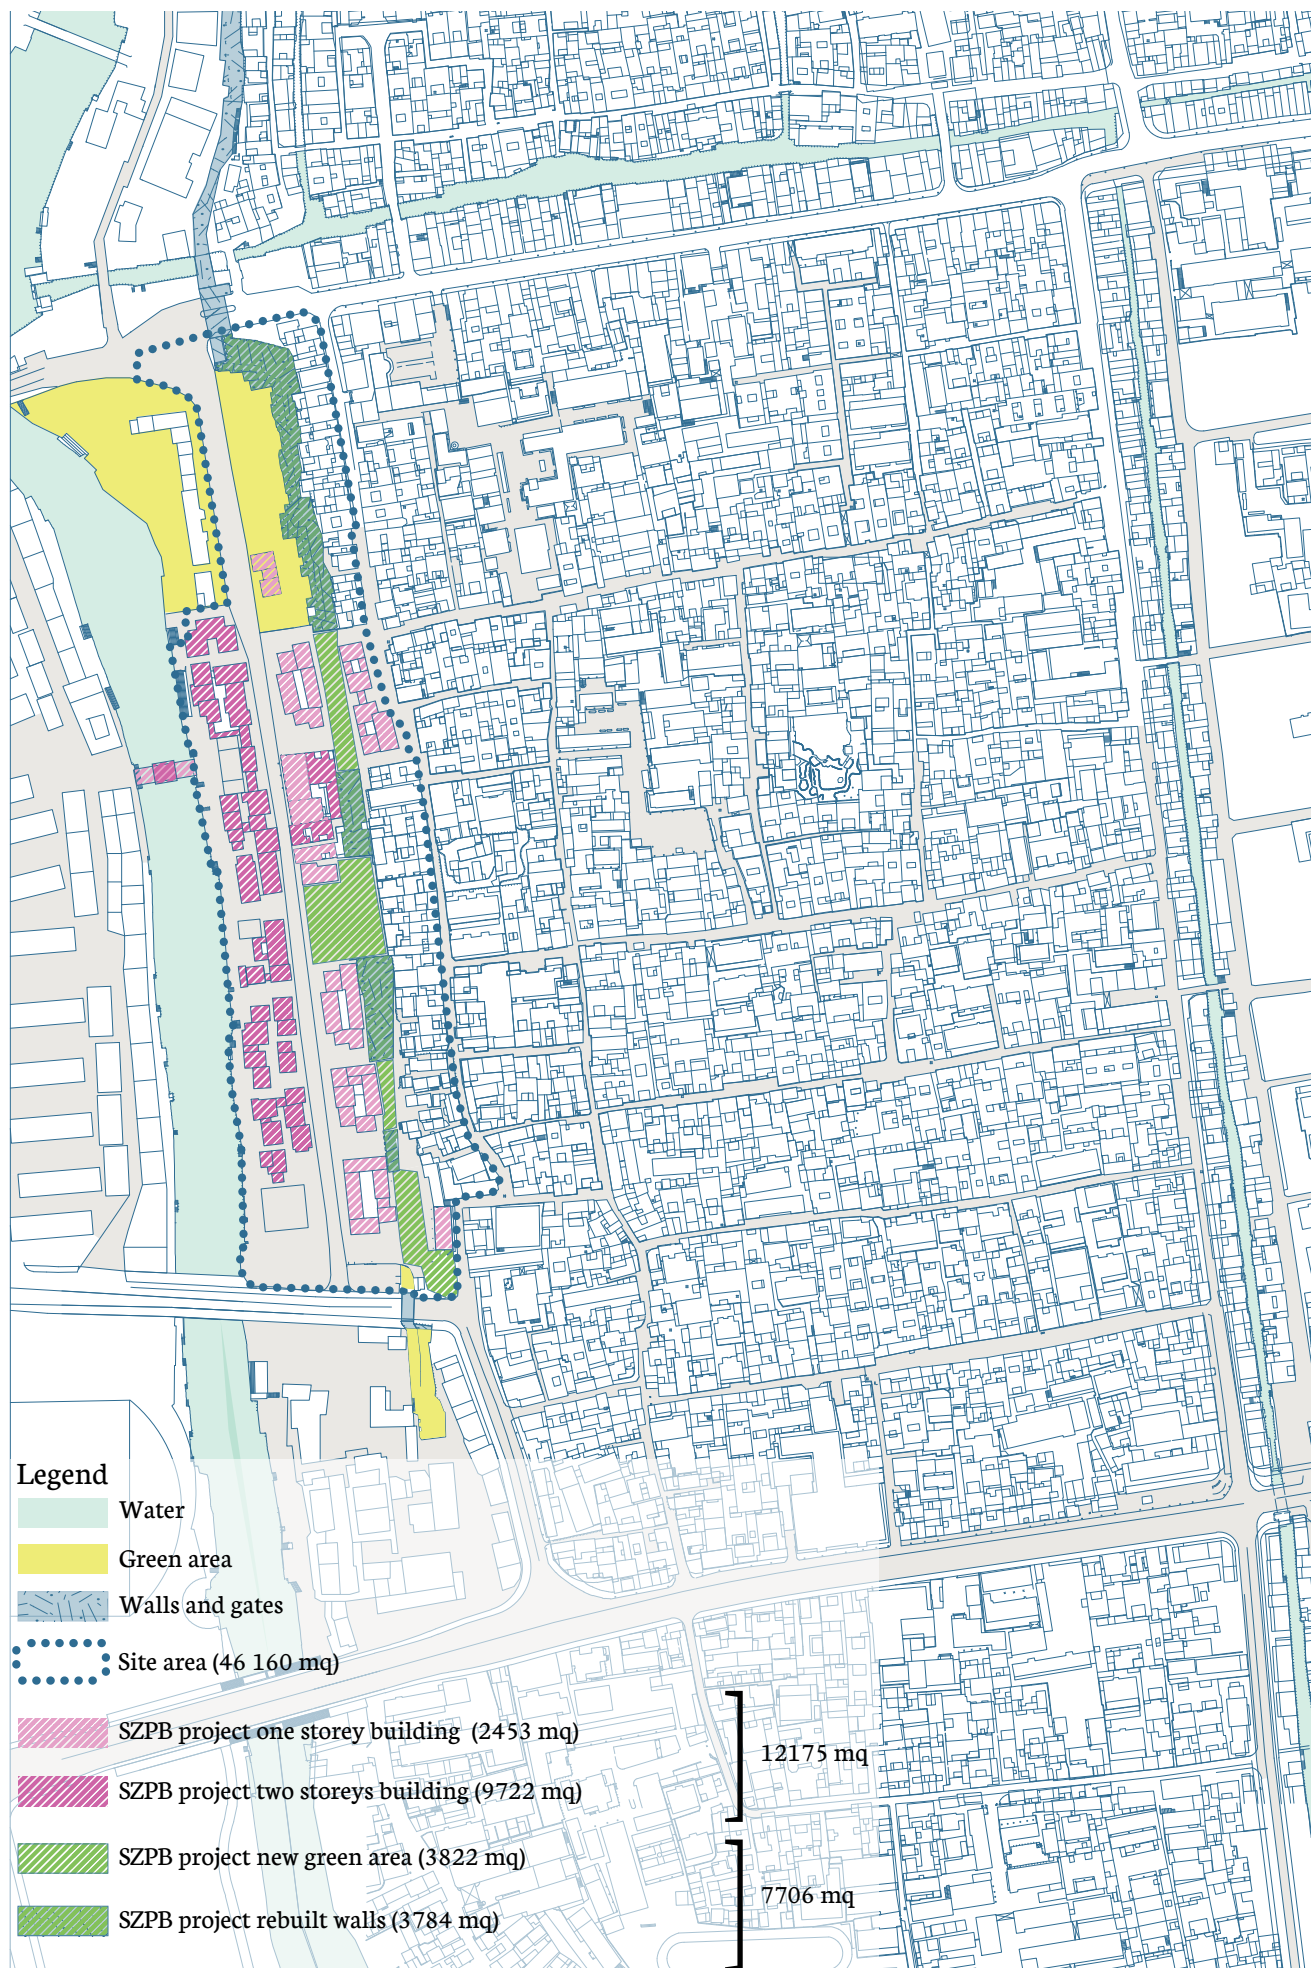 Legend
Water
Green area
Walls and gates
Site area (46 160 mq)
SZPB project one storey building (2453 mq)
SZPB project two storeys building (9722 mq)
12175 mq
SZPB project new green area (3822 mq)
SZPB project rebuilt walls (3784 mq)
7706 mq